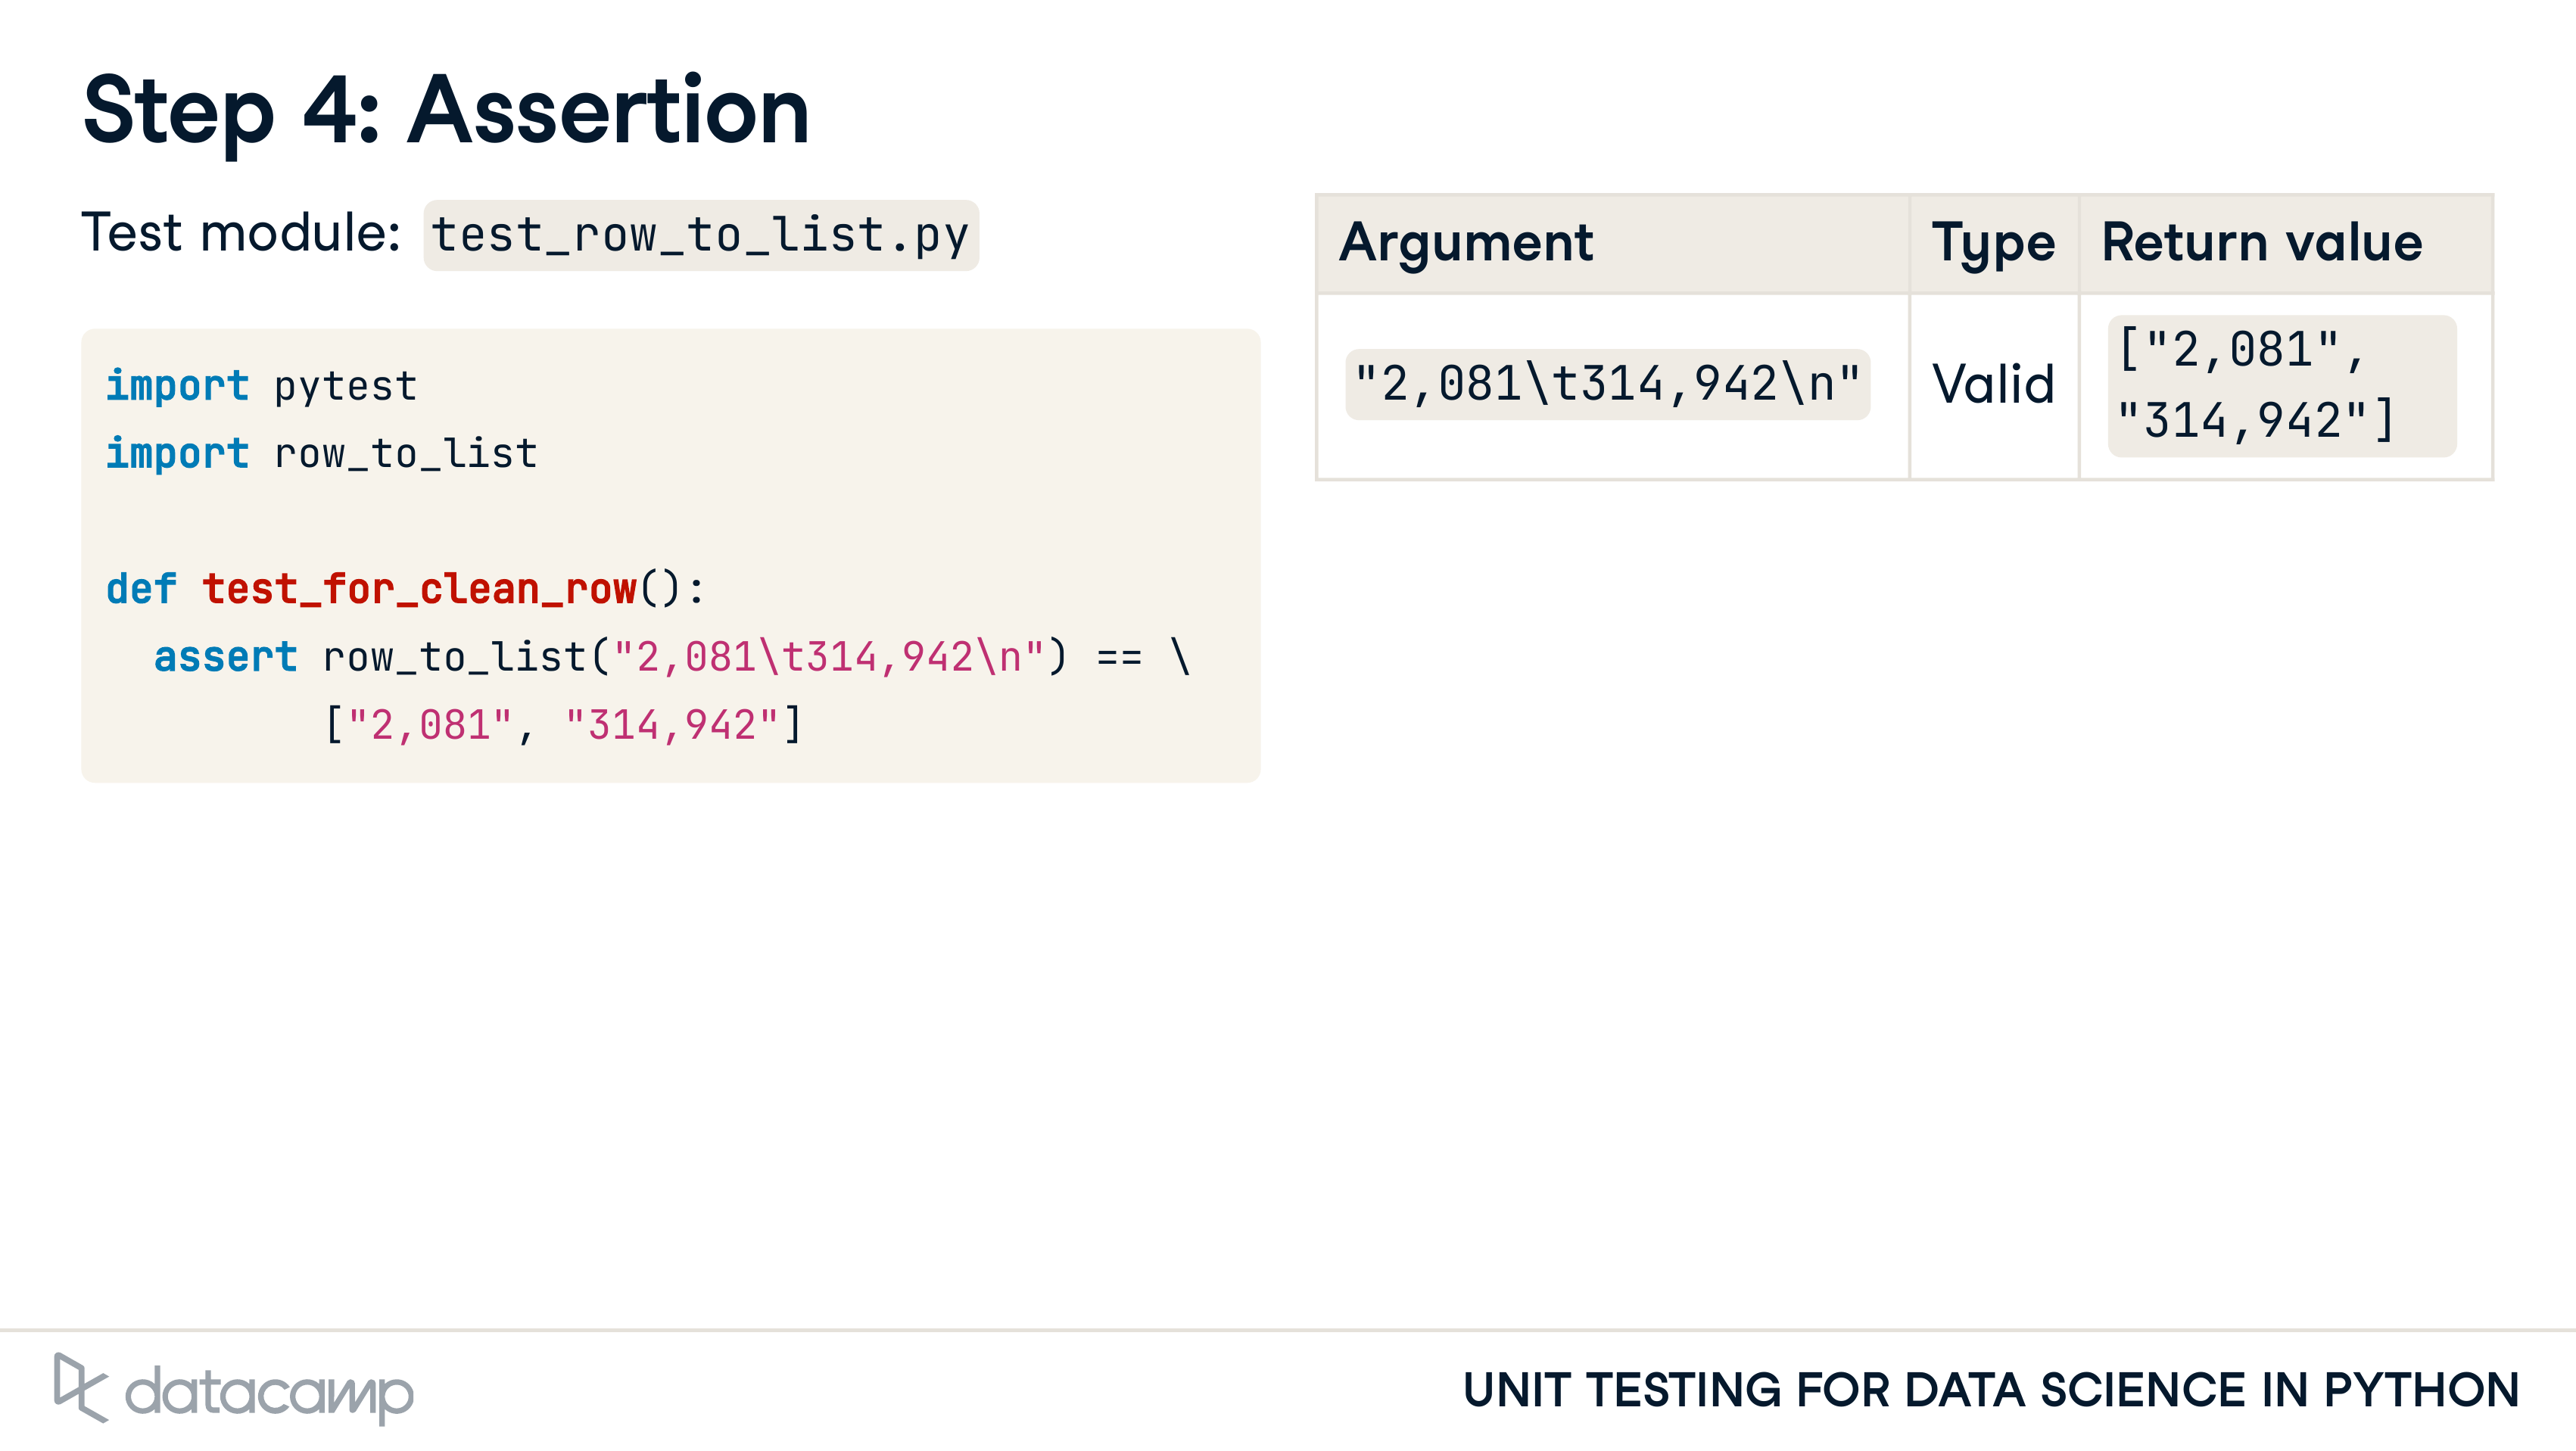 Step 4: Assertion
Test module: test_row_to_list.py
import pytest
import row_to_list
def test_for_clean_row():
  assert row_to_list("2,081\t314,942\n") == \
         ["2,081", "314,942"]
Argument Type Return value
"2,081\t314,942\n" Valid ["2,081",
"314,942"]
datacamp
UNIT TESTING FOR DATA SCIENCE IN PYTHON